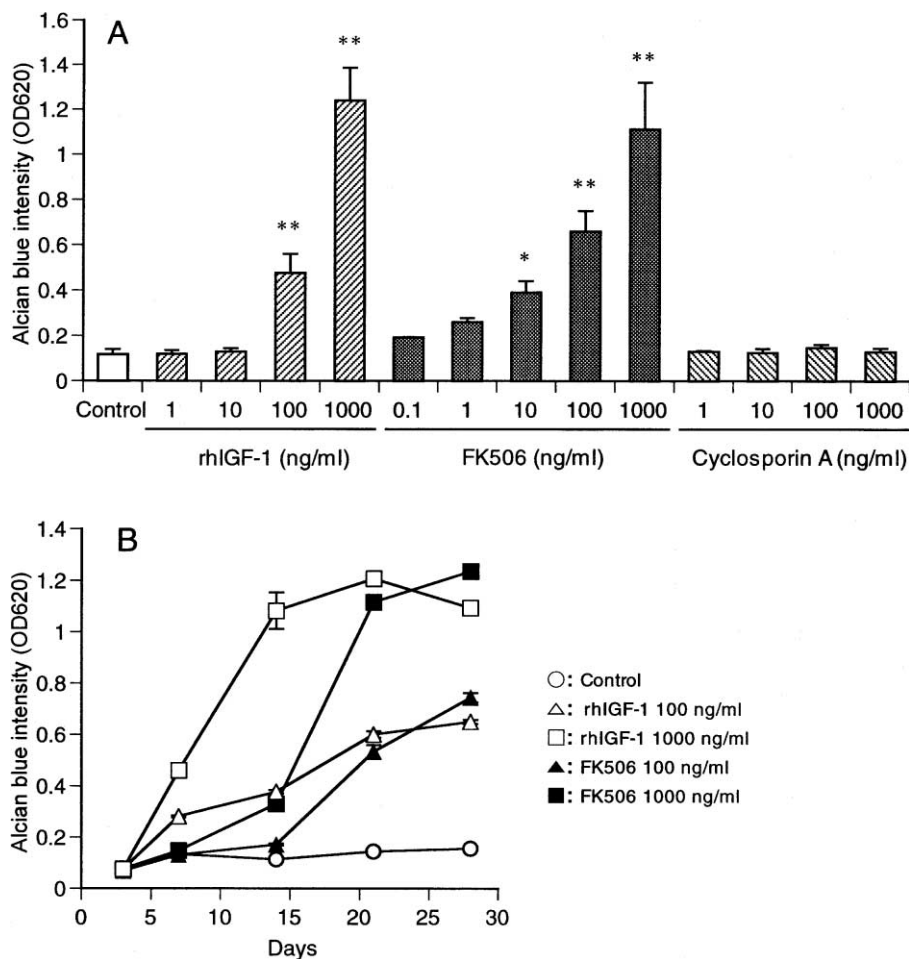 A
1.6
1.4
1.2
1
0.8
0.6
0.4
0.2
0
Alcian blue intensity (OD620)
** ** ** ** *
Control 1 10 100 1000 0.1 1 10 100 1000 1 10 100 1000
rhIGF-1 (ng/ml) FK506 (ng/ml) Cyclosporin A (ng/ml)
B
1.4
1.2
1
0.8
0.6
0.4
0.2
0
Alcian blue intensity (OD620)
0 5 10 15 20 25 30
Days
○: Control
△: rhIGF-1 100 ng/ml
□: rhIGF-1 1000 ng/ml
▲: FK506 100 ng/ml
■: FK506 1000 ng/ml